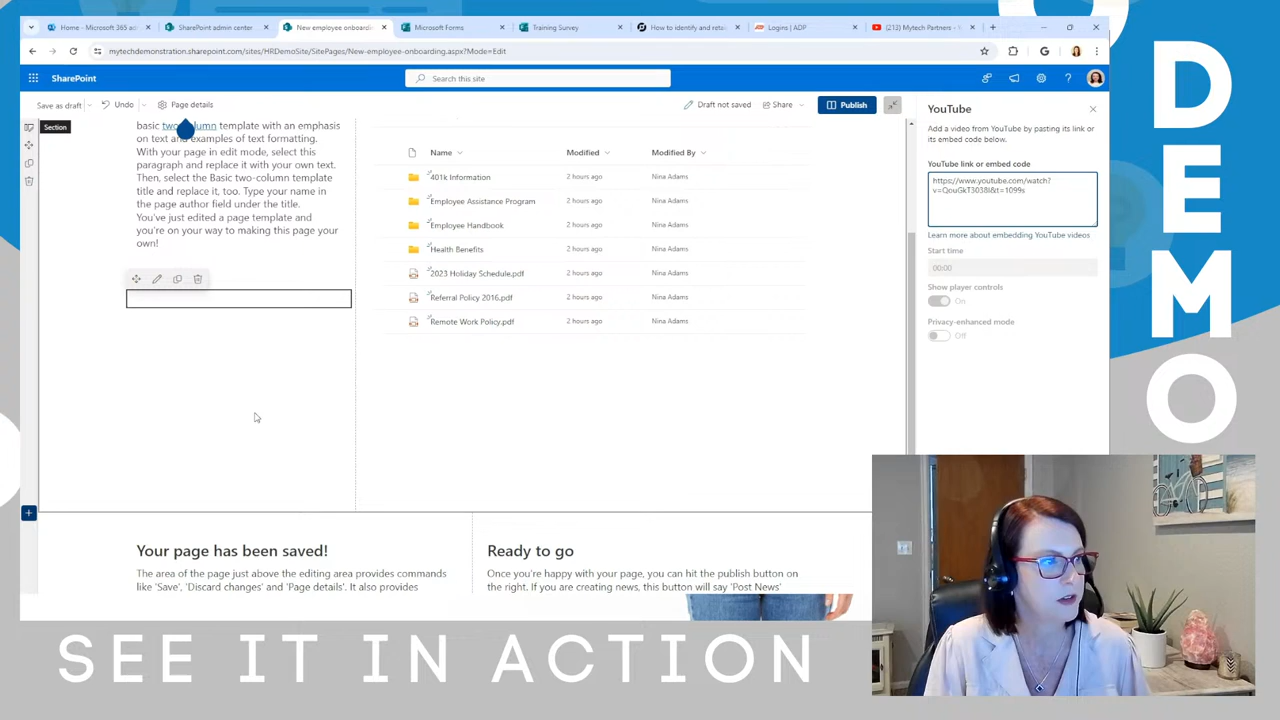 Home - Microsoft 365 ad
SharePoint admin center
New employee onboardin
Microsoft Forms
Training Survey
How to identify and retai
Logins | ADP
(213) Mytech Partners -
mytechdemonstration.sharepoint.com/sites/HRDemoSite/SitePages/New-employee-onboarding.aspx?Mode=Edit
SharePoint
Search this site
Save as draft
Undo
Page details
Draft not saved
Share
Publish
Section
basic two-column template with an emphasis
on text and examples of text formatting.
With your page in edit mode, select this
paragraph and replace it with your own text.
Then, select the Basic two-column template
title and replace it, too. Type your name in
the page author field under the title.
You've just edited a page template and
you're on your way to making this page your
own!
Name
Modified
Modified By
401k Information
2 hours ago
Nina Adams
Employee Assistance Program
2 hours ago
Nina Adams
Employee Handbook
2 hours ago
Nina Adams
Health Benefits
2 hours ago
Nina Adams
2023 Holiday Schedule.pdf
2 hours ago
Nina Adams
Referral Policy 2016.pdf
2 hours ago
Nina Adams
Remote Work Policy.pdf
2 hours ago
Nina Adams
YouTube
Add a video from YouTube by pasting its link or
its embed code below.
YouTube link or embed code
https://www.youtube.com/watch?
v=QouGkT3038I&t=1099s
Learn more about embedding YouTube videos
Start time
00:00
Show player controls
On
Privacy-enhanced mode
Off
Your page has been saved!
The area of the page just above the editing area provides commands
like 'Save', 'Discard changes' and 'Page details'. It also provides
Ready to go
Once you're happy with your page, you can hit the publish button on
the right. If you are creating news, this button will say 'Post News'
DEMO
SEE IT IN ACTION